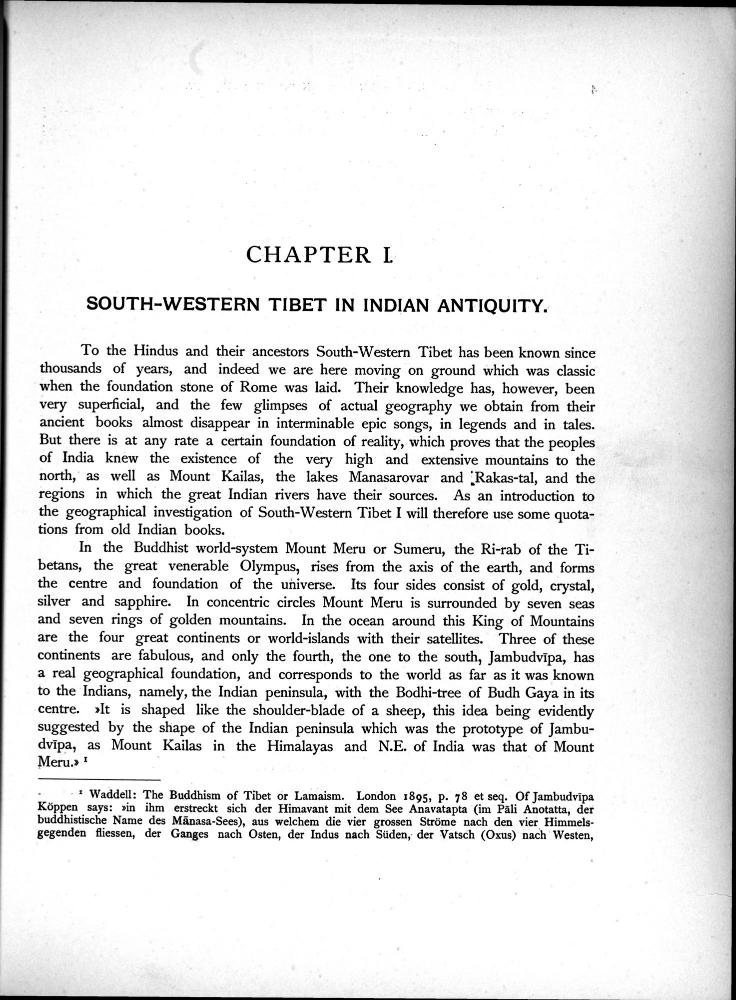 CHAPTER I.
SOUTH-WESTERN TIBET IN INDIAN ANTIQUITY.
To the Hindus and their ancestors South-Western Tibet has been known since
thousands of years, and indeed we are here moving on ground which was classic
when the foundation stone of Rome was laid. Their knowledge has, however, been
very superficial, and the few glimpses of actual geography we obtain from their
ancient books almost disappear in interminable epic songs, in legends and in tales.
But there is at any rate a certain foundation of reality, which proves that the peoples
of India knew the existence of the very high and extensive mountains to the
north, as well as Mount Kailas, the lakes Manasarovar and Rakas-tal, and the
regions in which the great Indian rivers have their sources. As an introduction to
the geographical investigation of South-Western Tibet I will therefore use some quota-
tions from old Indian books.
In the Buddhist world-system Mount Meru or Sumeru, the Ri-rab of the Ti-
betans, the great venerable Olympus, rises from the axis of the earth, and forms
the centre and foundation of the universe. Its four sides consist of gold, crystal,
silver and sapphire. In concentric circles Mount Meru is surrounded by seven seas
and seven rings of golden mountains. In the ocean around this King of Mountains
are the four great continents or world-islands with their satellites. Three of these
continents are fabulous, and only the fourth, the one to the south, Jambudvīpa, has
a real geographical foundation, and corresponds to the world as far as it was known
to the Indians, namely, the Indian peninsula, with the Bodhi-tree of Budh Gaya in its
centre. »It is shaped like the shoulder-blade of a sheep, this idea being evidently
suggested by the shape of the Indian peninsula which was the prototype of Jambu-
dvīpa, as Mount Kailas in the Himalayas and N.E. of India was that of Mount
Meru.» ¹
¹ Waddell: The Buddhism of Tibet or Lamaism. London 1895, p. 78 et seq. Of Jambudvīpa
Köppen says: »in ihm erstreckt sich der Himavant mit dem See Anavatapta (im Pāli Anotatta, der
buddhistische Name des Mānasa-Sees), aus welchem die vier grossen Ströme nach den vier Himmels-
gegenden fliessen, der Ganges nach Osten, der Indus nach Süden, der Vatsch (Oxus) nach Westen,